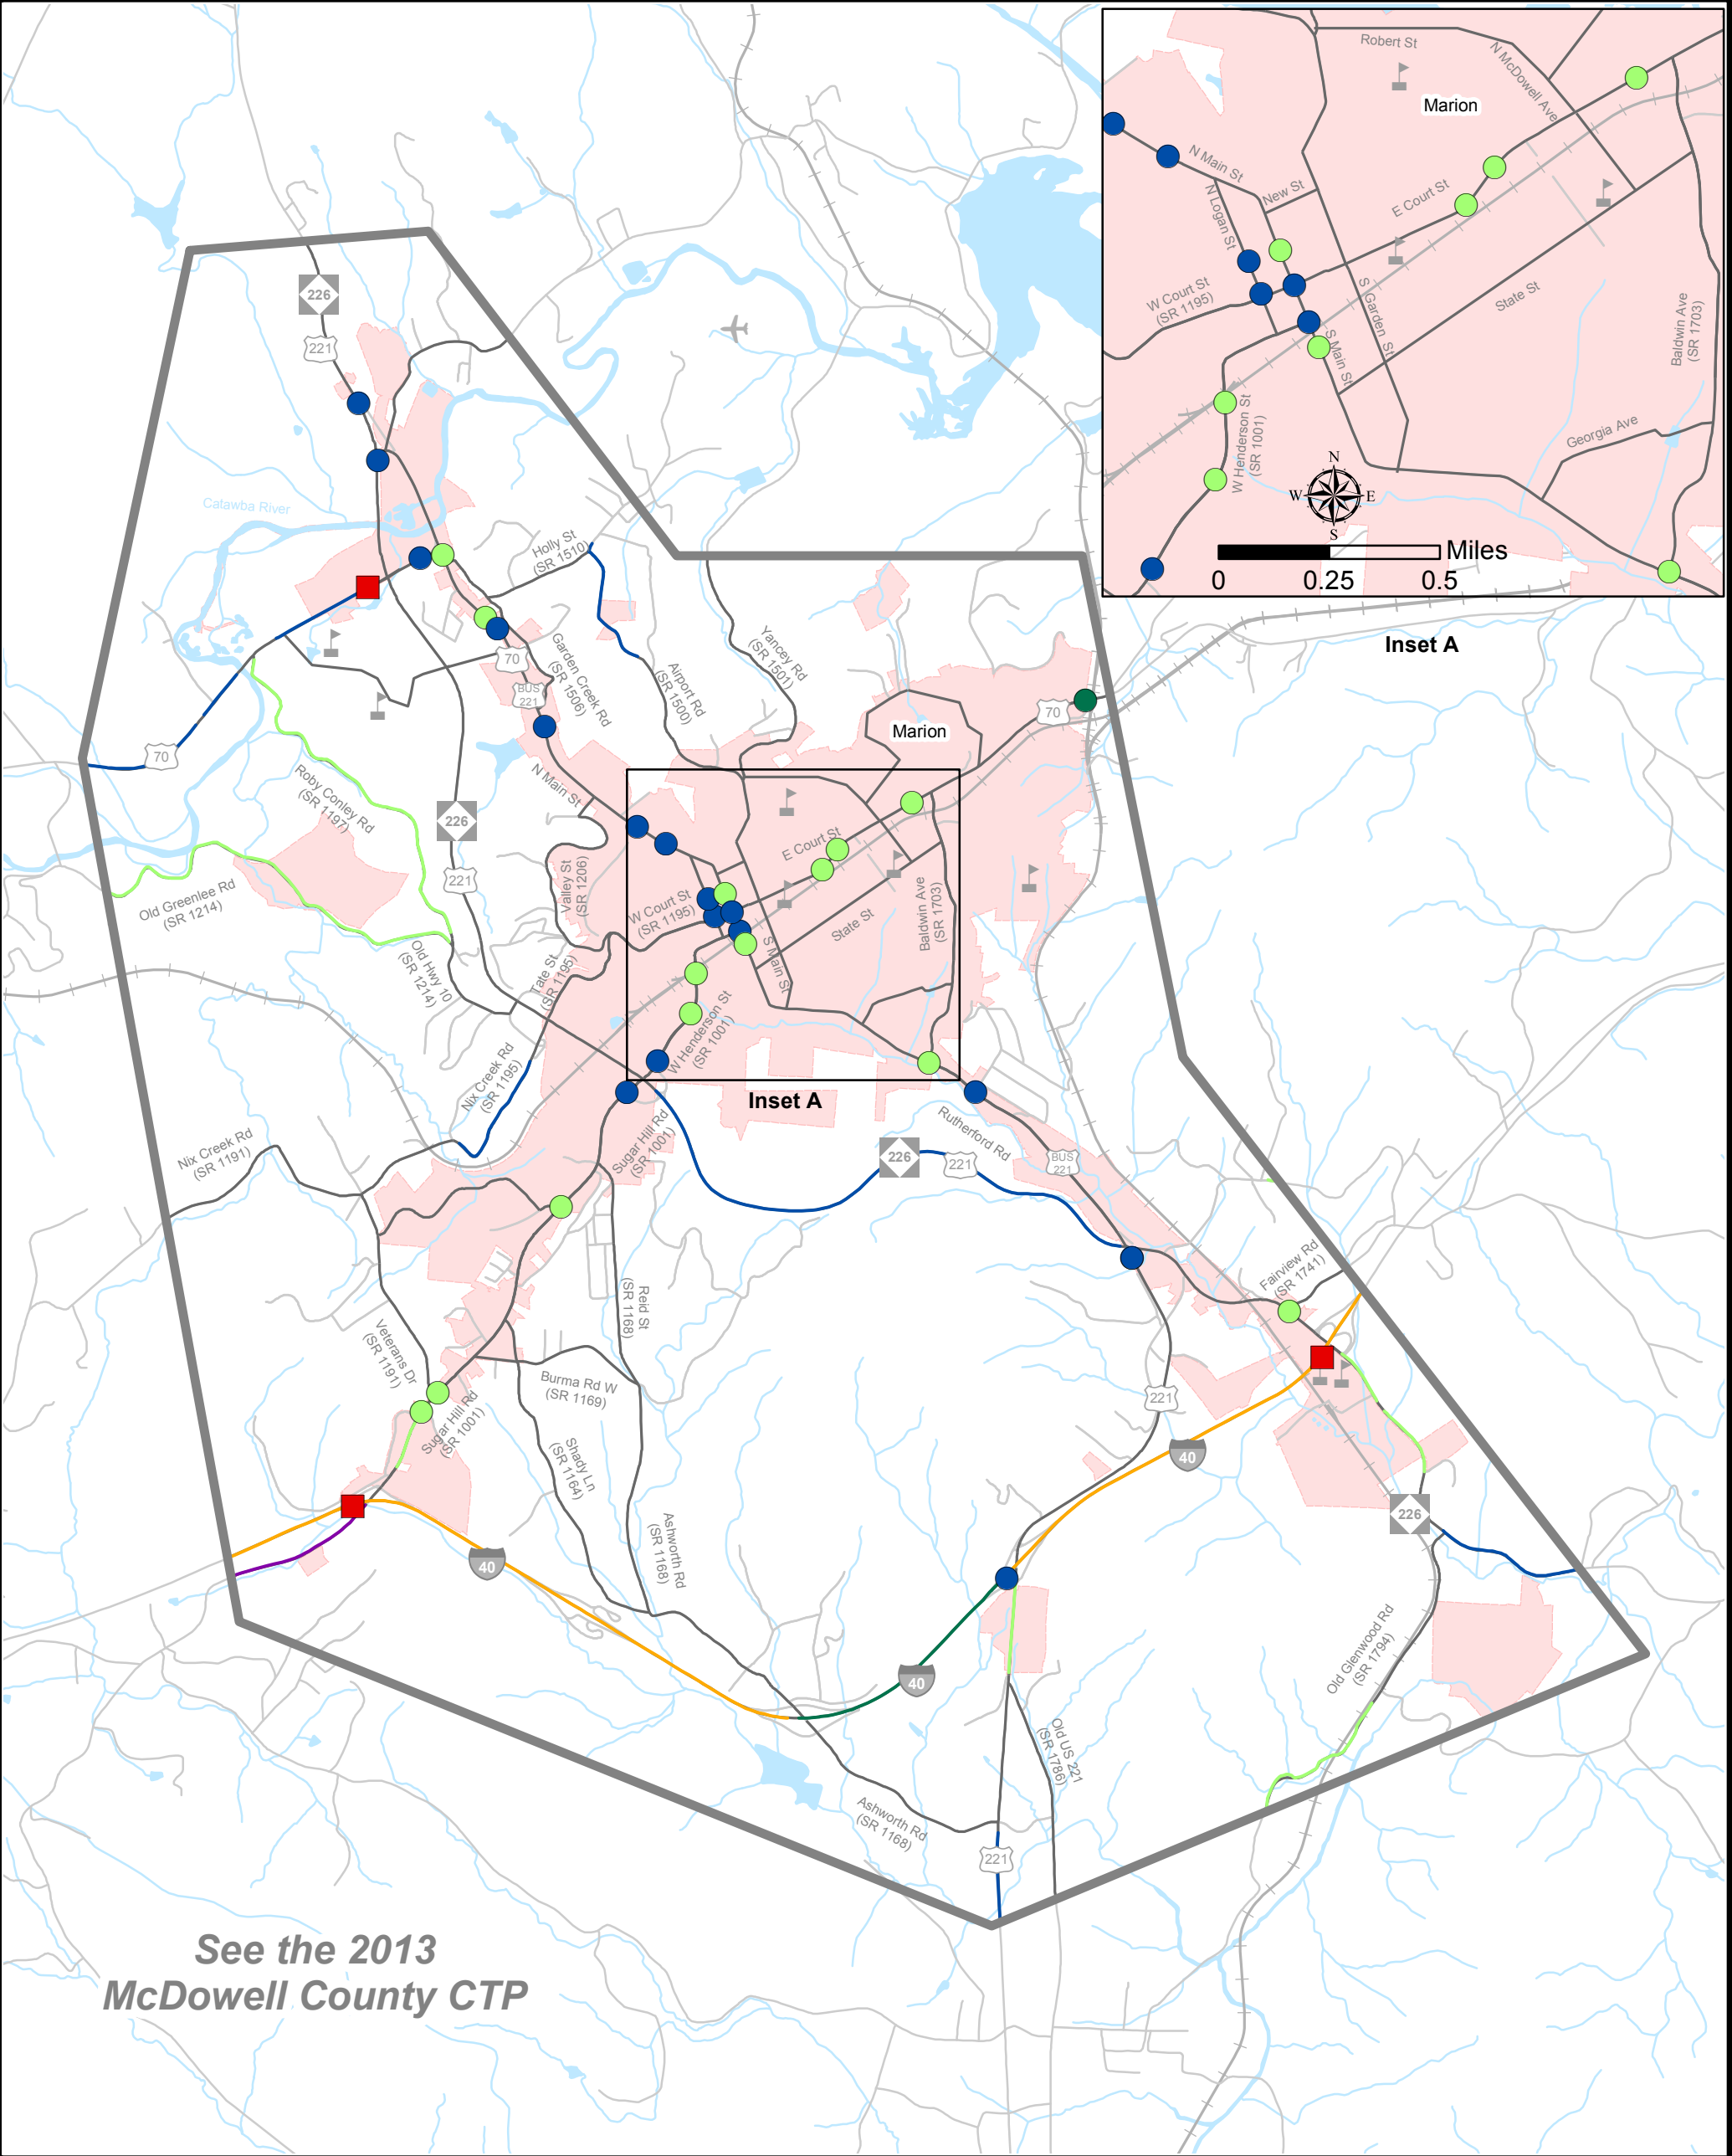 Robert St
N McDowell Ave
Marion
N Main St
New St
N Logan St
E Court St
W Court St
(SR 1195)
S Garden St
State St
S Main St
Baldwin Ave
(SR 1703)
Georgia Ave
W Henderson St
(SR 1001)
N
W
E
S
Miles
0
0.25
0.5
Inset A
226
221
Catawba River
Holly St
(SR 1510)
70
BUS
221
Garden Creek Rd
(SR 1506)
Airport Rd
(SR 1500)
Yancey Rd
(SR 1501)
70
Marion
70
Roby Conley Rd
(SR 1197)
N Main St
226
221
Old Greenlee Rd
(SR 1214)
Old Hwy 10
(SR 1214)
Valley St
(SR 1206)
E Court St
W Court St
(SR 1195)
State St
S Main St
Baldwin Ave
(SR 1703)
Tate St
(SR 1195)
W Henderson St
(SR 1001)
Inset A
Nix Creek Rd
(SR 1195)
Nix Creek Rd
(SR 1191)
Sugar Hill Rd
(SR 1001)
Rutherford Rd
226
221
BUS
221
Fairview Rd
(SR 1741)
Reid St
(SR 1168)
Veterans Dr
(SR 1191)
Burma Rd W
(SR 1169)
Sugar Hill Rd
(SR 1001)
Shady Ln
(SR 1164)
Ashworth Rd
(SR 1168)
221
40
226
40
40
Old Glenwood Rd
(SR 1794)
Old US 221
(SR 1786)
Ashworth Rd
(SR 1168)
221
See the 2013
McDowell County CTP